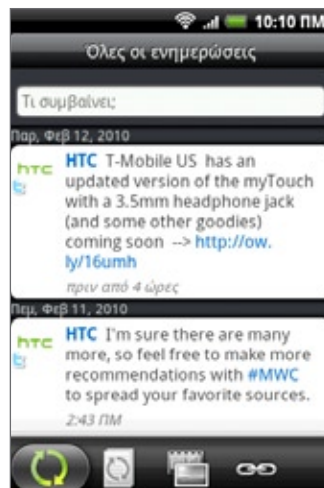 10:10 ΠΜ
Όλες οι ενημερώσεις
Τι συμβαίνει;
Παρ, Φεβ 12, 2010
hTC HTC T-Mobile US has an
updated version of the myTouch
with a 3.5mm headphone jack
(and some other goodies)
coming soon --> http://ow.
ly/16umh
πριν από 4 ώρες
Πεμ, Φεβ 11, 2010
hTC HTC I'm sure there are many
more, so feel free to make more
recommendations with #MWC
to spread your favorite sources.
2:43 ΠΜ